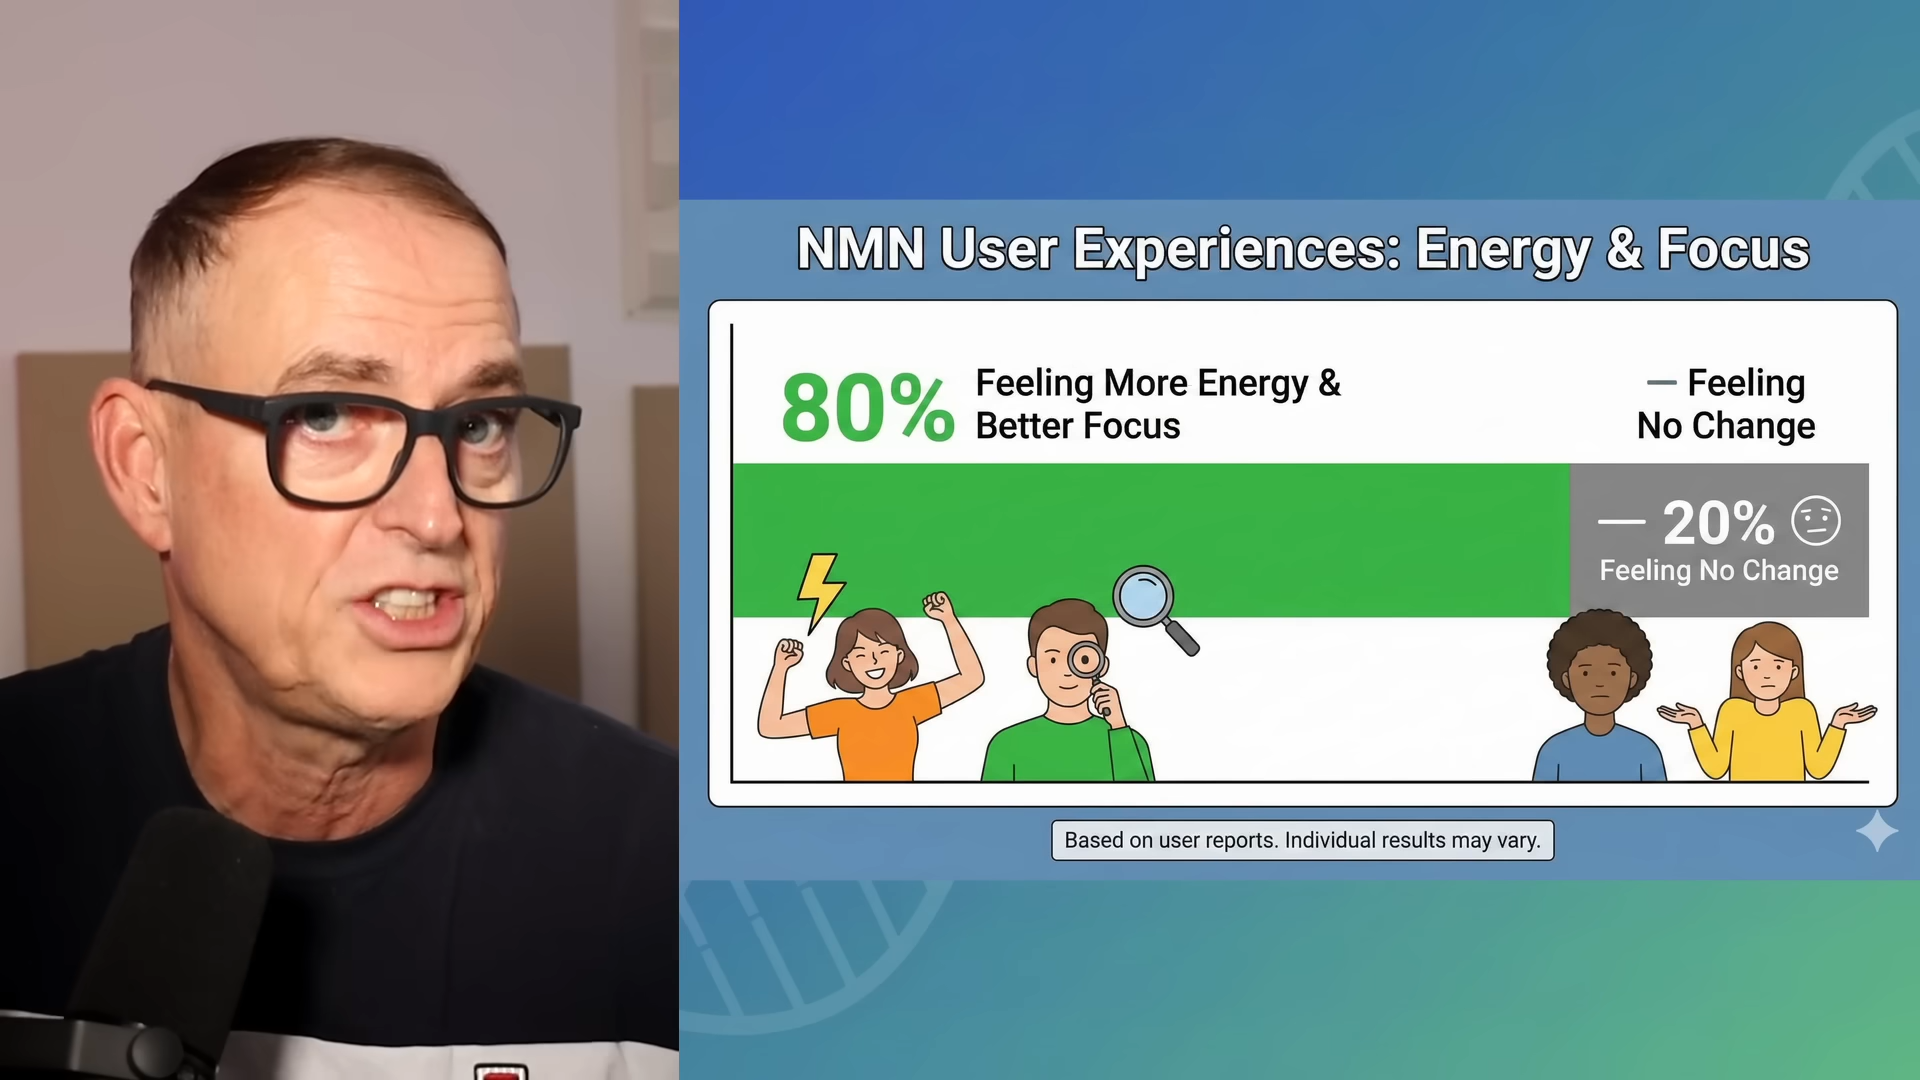 NMN User Experiences: Energy & Focus
80% Feeling More Energy &
Better Focus
— Feeling
No Change
— 20%
Feeling No Change
Based on user reports. Individual results may vary.